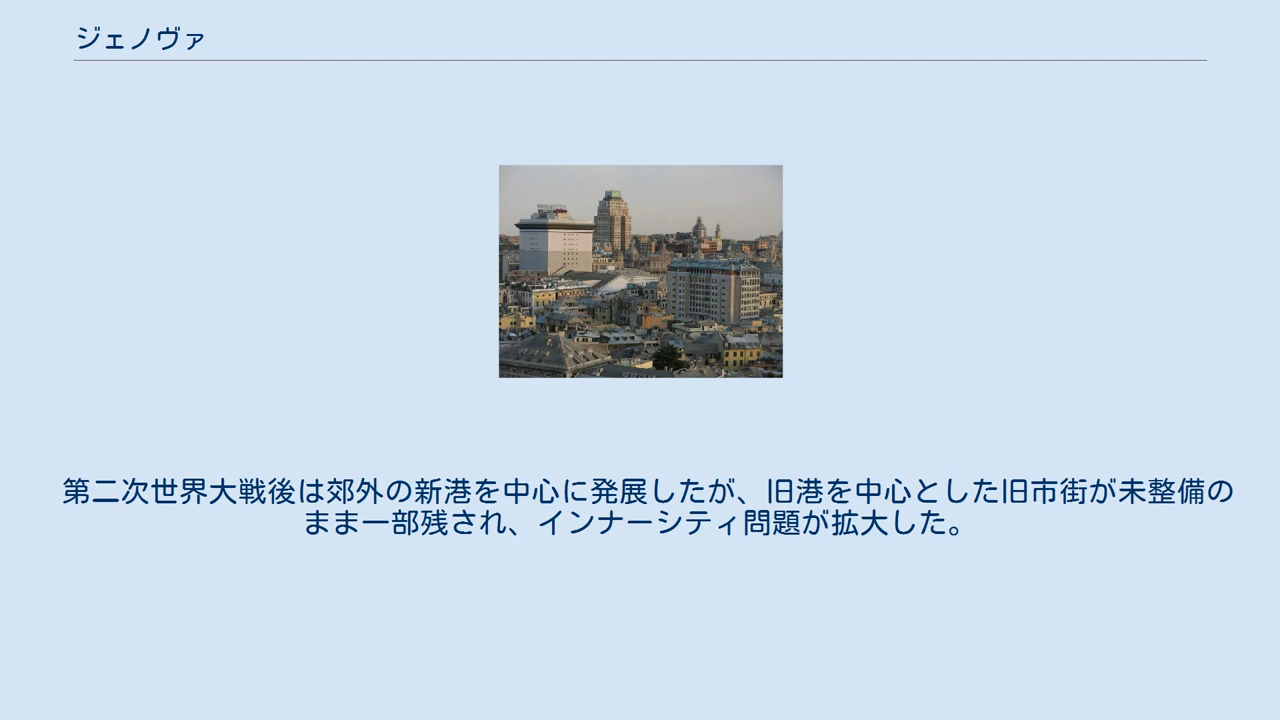 ジェノヴァ
第二次世界大戦後は郊外の新港を中心に発展したが、旧港を中心とした旧市街が未整備の
まま一部残され、インナーシティ問題が拡大した。